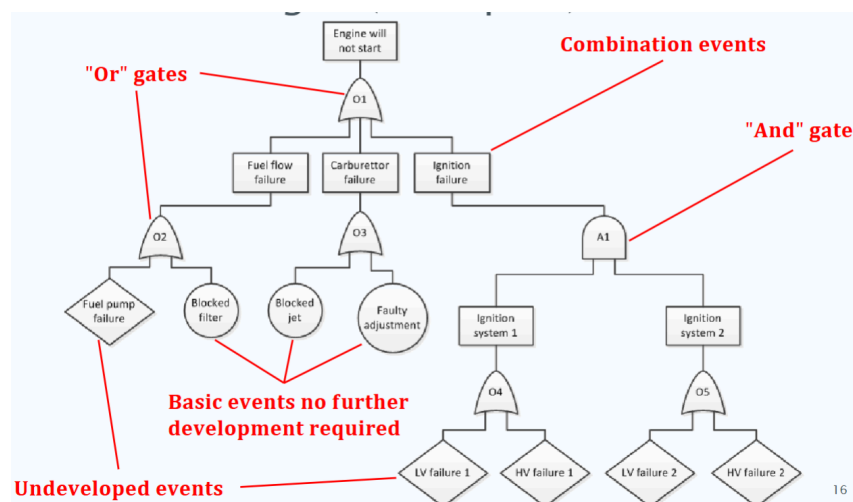 Engine will
not start
Combination events
"Or" gates
O1
"And" gate
Fuel flow
failure
Carburettor
failure
Ignition
failure
O2
O3
A1
Fuel pump
failure
Blocked
filter
Blocked
jet
Faulty
adjustment
Ignition
system 1
Ignition
system 2
Basic events no further
development required
O4
O5
Undeveloped events
LV failure 1
HV failure 1
LV failure 2
HV failure 2
16